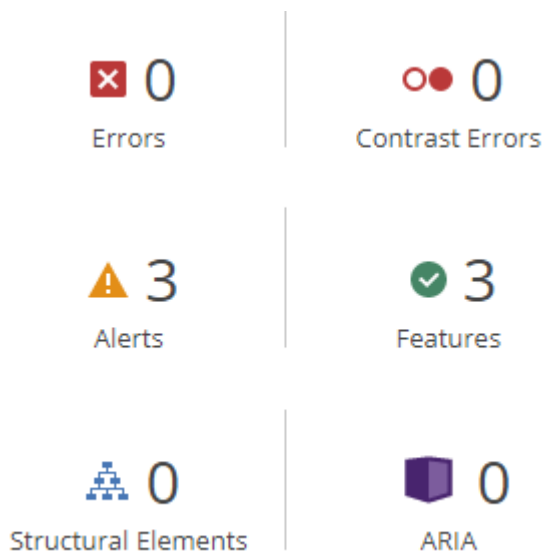 0 0
Errors Contrast Errors
3 3
Alerts Features
0 0
Structural Elements ARIA